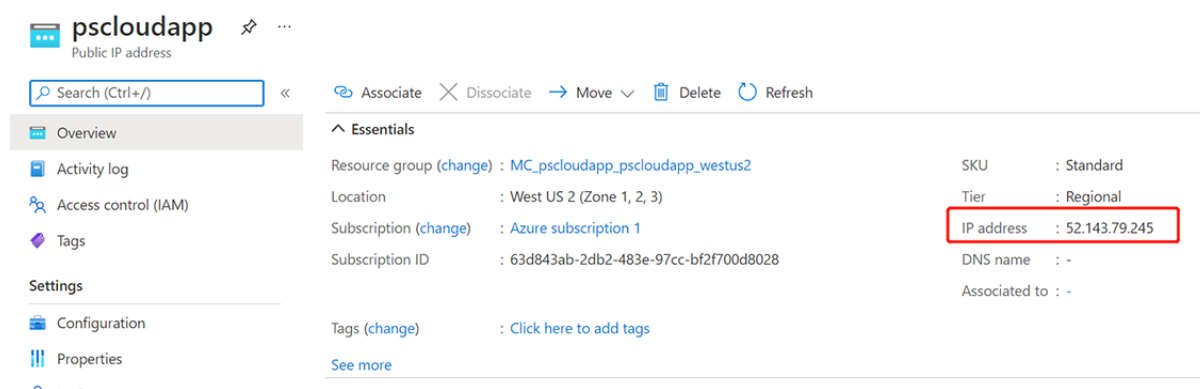 pscloudapp
...
Public IP address
Search (Ctrl+/)
«
Associate Dissociate Move Delete Refresh
Overview
Activity log
Access control (IAM)
Tags
Settings
Configuration
Properties
Essentials
Resource group (change) : MC_pscloudapp_pscloudapp_westus2
Location : West US 2 (Zone 1, 2, 3)
Subscription (change) : Azure subscription 1
Subscription ID : 63d843ab-2db2-483e-97cc-bf2f700d8028
Tags (change) : Click here to add tags
See more
SKU : Standard
Tier : Regional
IP address : 52.143.79.245
DNS name : -
Associated to : -